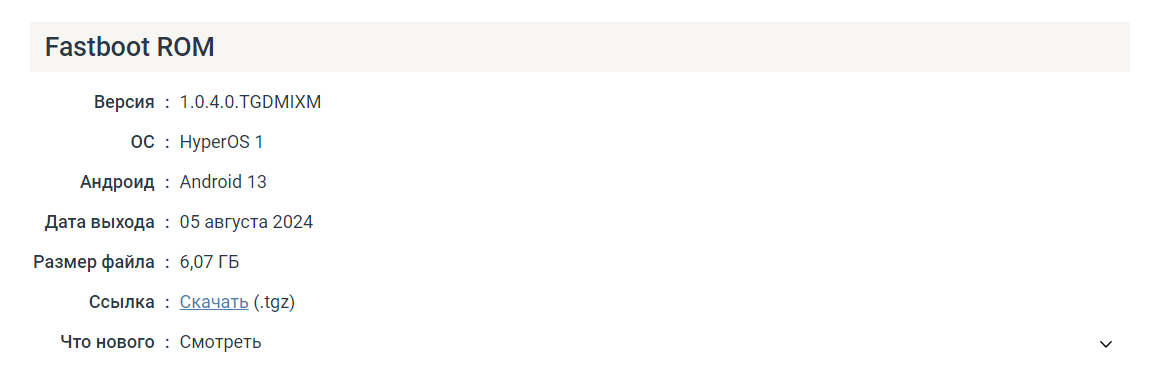 Fastboot ROM
Версия : 1.0.4.0.TGDMIXM
ОС : HyperOS 1
Андроид : Android 13
Дата выхода : 05 августа 2024
Размер файла : 6,07 ГБ
Ссылка : Скачать (.tgz)
Что нового : Смотреть